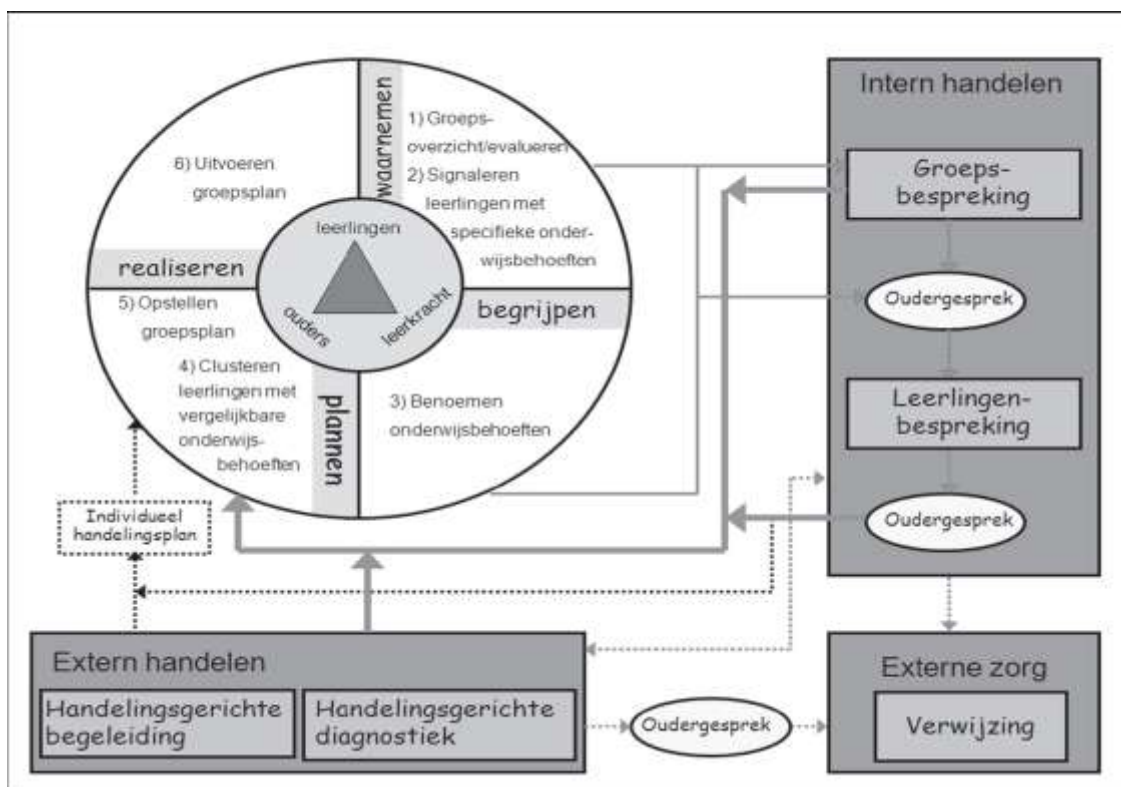 waarnemen
1) Groeps-
overzicht/evalueren
2) Signaleren
leerlingen met
specifieke onder-
wijsbehoeften
begrijpen
3) Benoemen
onderwijsbehoeften
plannen
4) Clusteren
leerlingen met
vergelijkbare
onderwijs-
behoeften
5) Opstellen
groepsplan
realiseren
6) Uitvoeren
groepsplan
leerlingen
ouders
leerkracht
Individueel
handelingsplan
Intern handelen
Groeps-
bespreking
Oudergesprek
Leerlingen-
bespreking
Oudergesprek
Extern handelen
Handelingsgerichte
begeleiding
Handelingsgerichte
diagnostiek
Oudergesprek
Externe zorg
Verwijzing